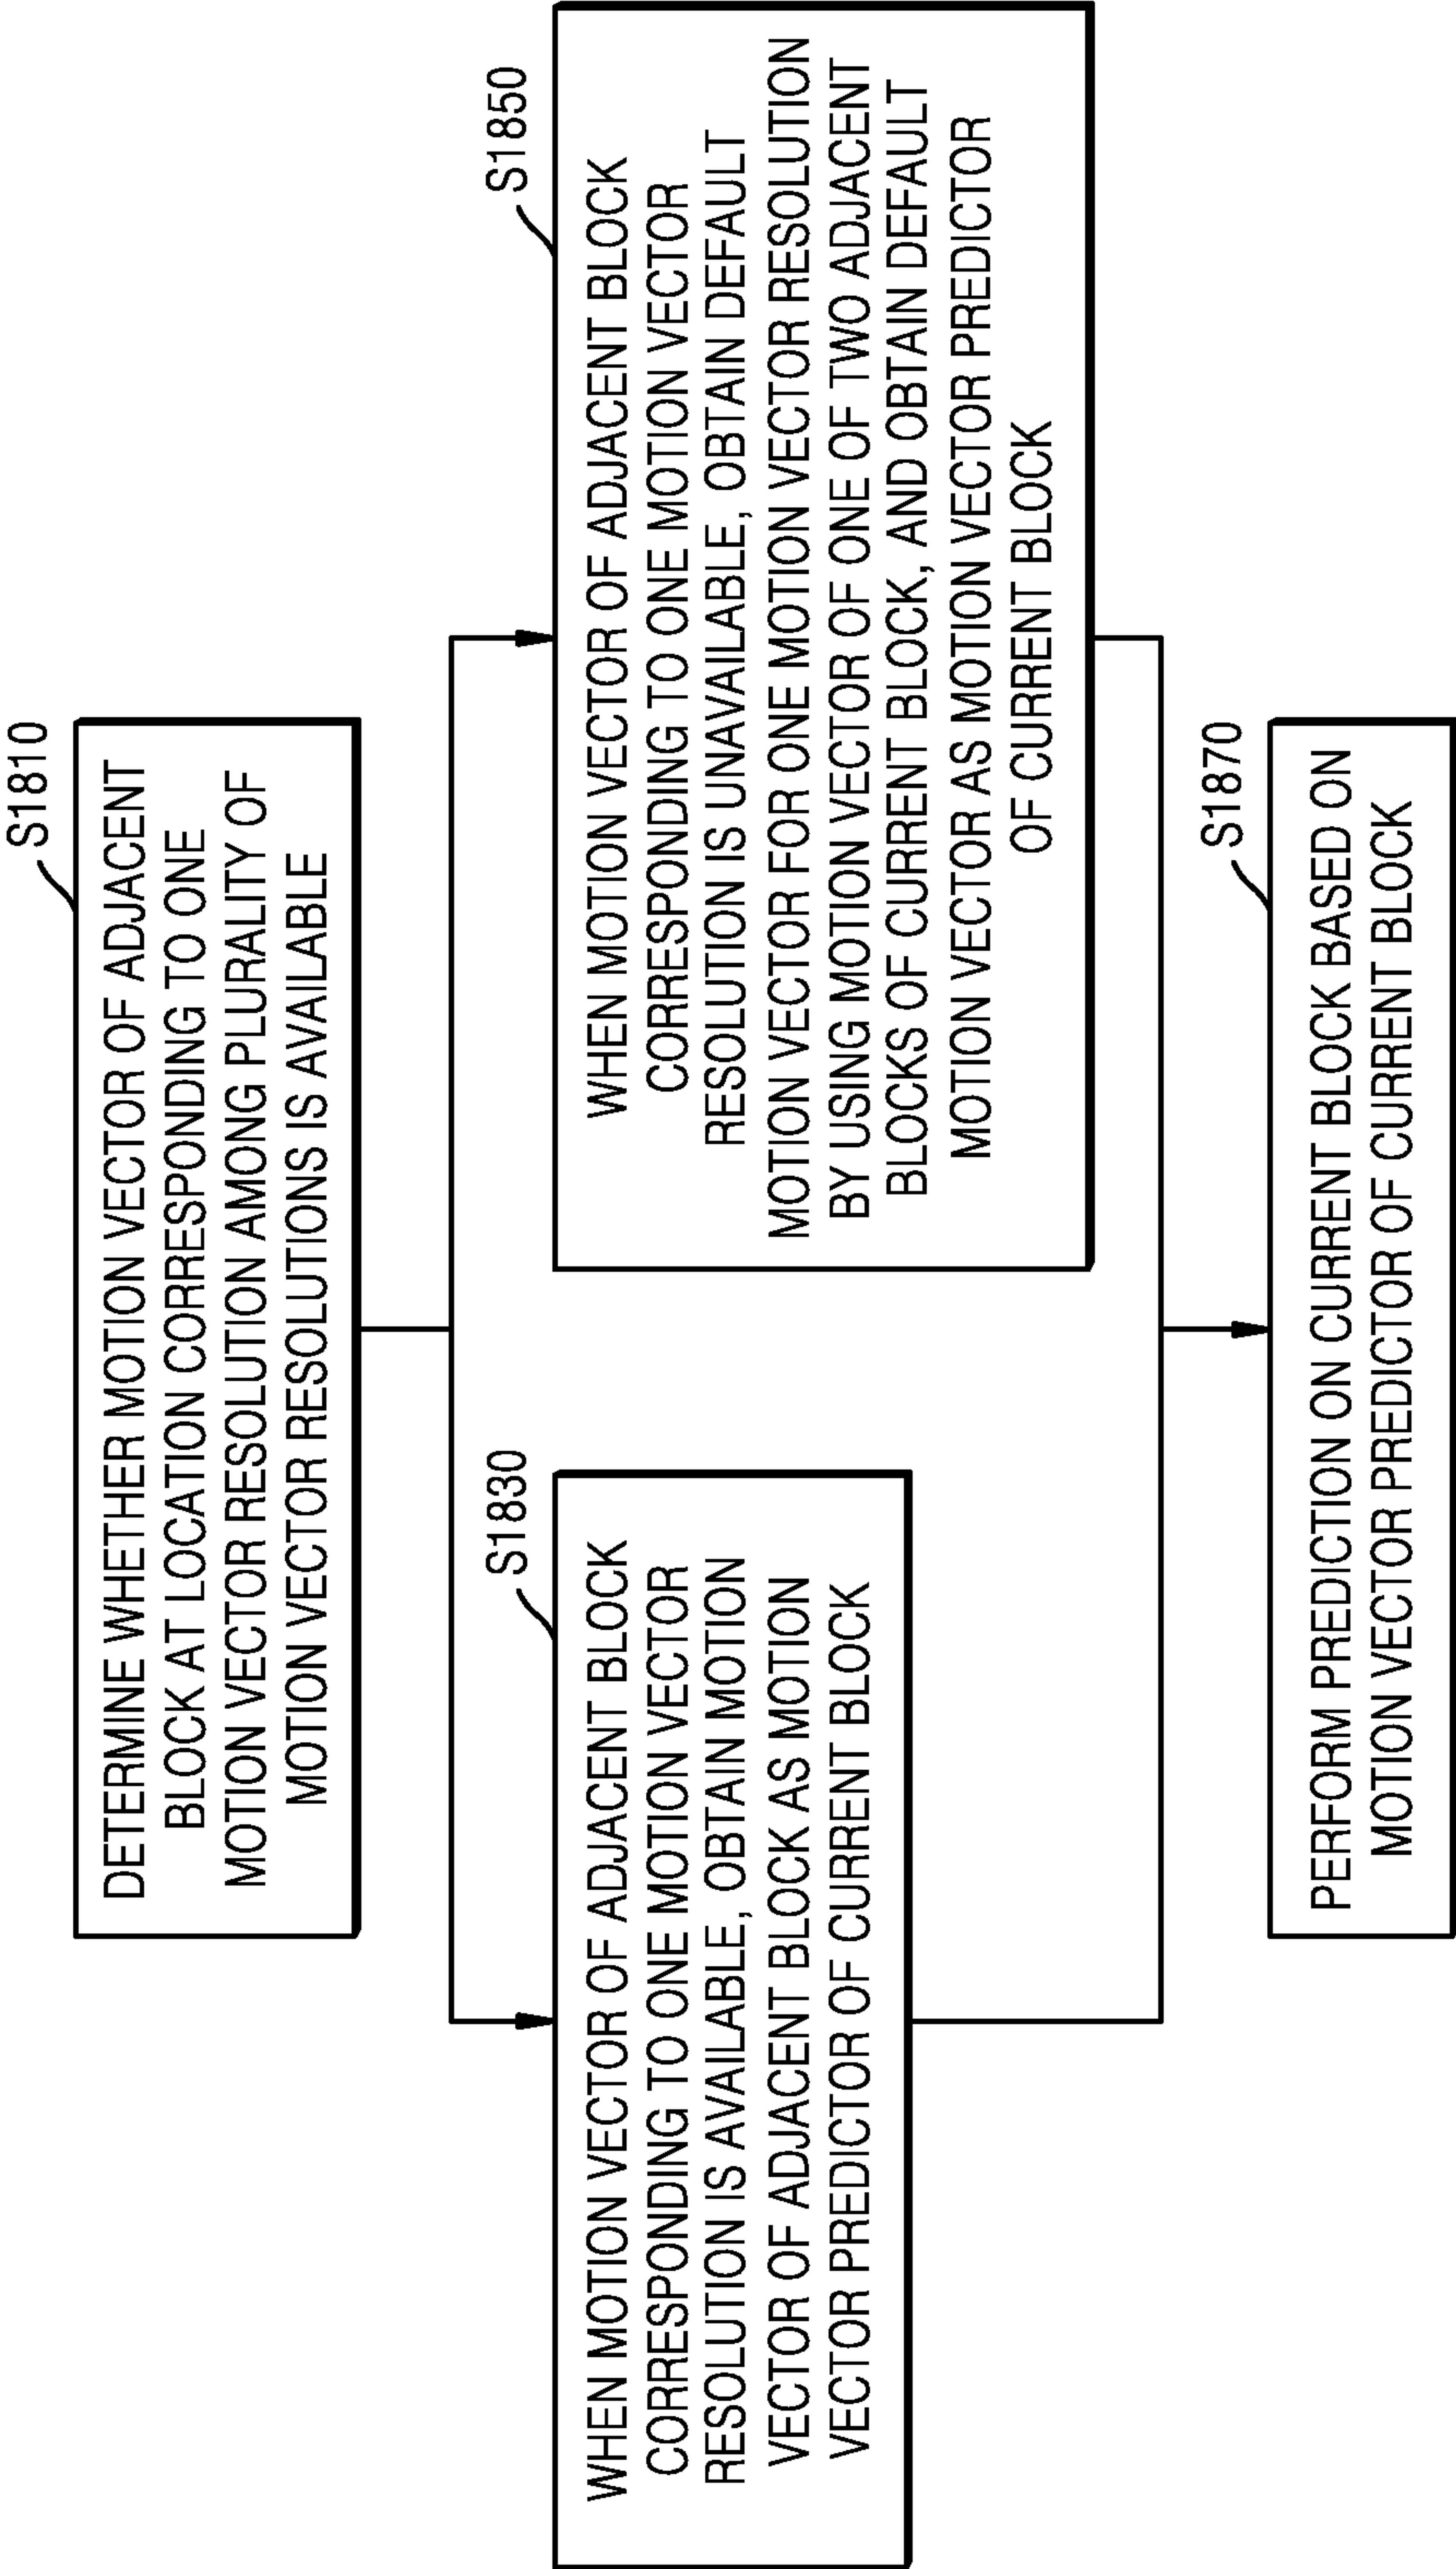 S1810
DETERMINE WHETHER MOTION VECTOR OF ADJACENT
BLOCK AT LOCATION CORRESPONDING TO ONE
MOTION VECTOR RESOLUTION AMONG PLURALITY OF
MOTION VECTOR RESOLUTIONS IS AVAILABLE
S1830
WHEN MOTION VECTOR OF ADJACENT BLOCK
CORRESPONDING TO ONE MOTION VECTOR
RESOLUTION IS AVAILABLE, OBTAIN MOTION
VECTOR OF ADJACENT BLOCK AS MOTION
VECTOR PREDICTOR OF CURRENT BLOCK
S1850
WHEN MOTION VECTOR OF ADJACENT BLOCK
CORRESPONDING TO ONE MOTION VECTOR
RESOLUTION IS UNAVAILABLE, OBTAIN DEFAULT
MOTION VECTOR FOR ONE MOTION VECTOR RESOLUTION
BY USING MOTION VECTOR OF ONE OF TWO ADJACENT
BLOCKS OF CURRENT BLOCK, AND OBTAIN DEFAULT
MOTION VECTOR AS MOTION VECTOR PREDICTOR
OF CURRENT BLOCK
S1870
PERFORM PREDICTION ON CURRENT BLOCK BASED ON
MOTION VECTOR PREDICTOR OF CURRENT BLOCK